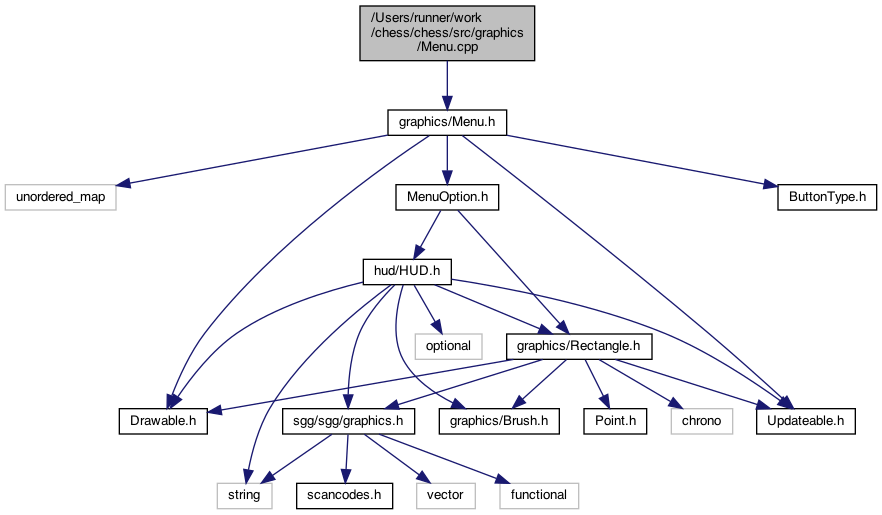 /Users/runner/work
/chess/chess/src/graphics
/Menu.cpp
graphics/Menu.h
unordered_map
MenuOption.h
ButtonType.h
hud/HUD.h
optional
graphics/Rectangle.h
Drawable.h
sgg/sgg/graphics.h
graphics/Brush.h
Point.h
chrono
Updateable.h
string
scancodes.h
vector
functional